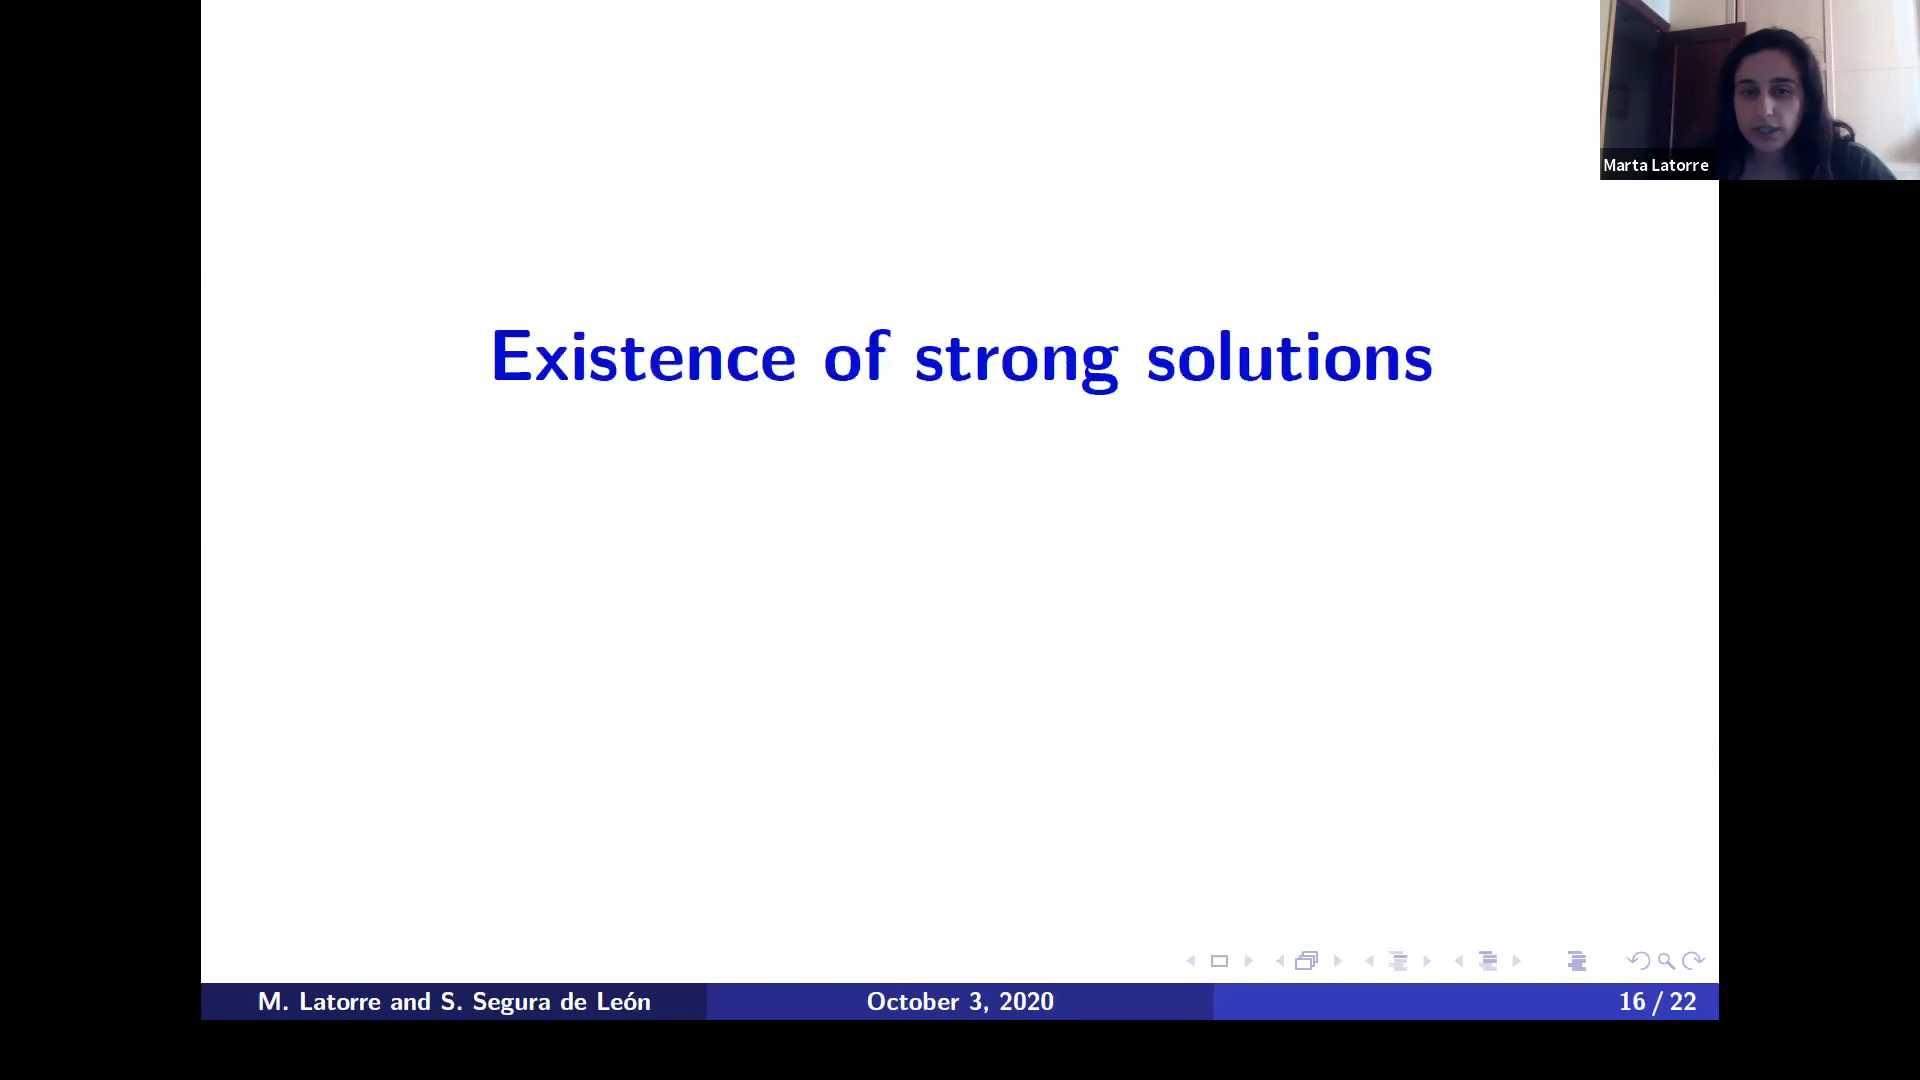 Marta Latorre
Existence of strong solutions
M. Latorre and S. Segura de León
October 3, 2020
16 / 22